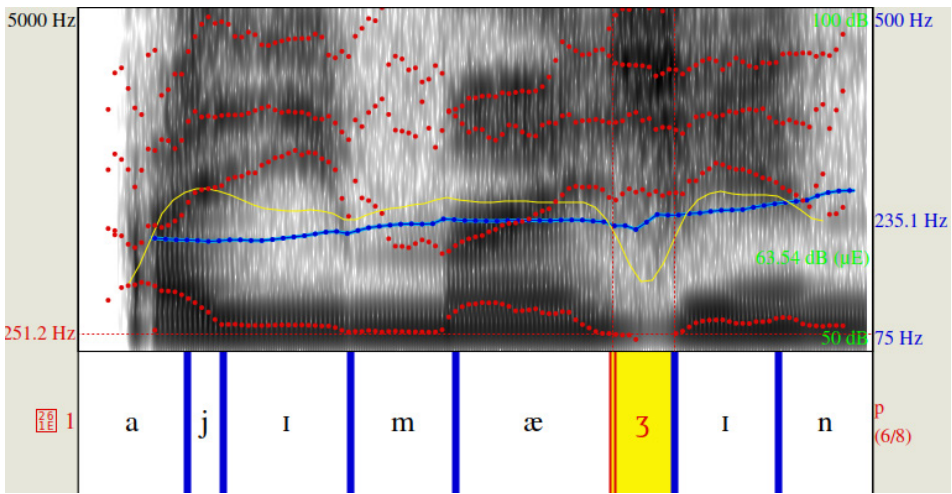 5000 Hz 100 dB 500 Hz
235.1 Hz
63.54 dB (µE)
251.2 Hz 50 dB 75 Hz
261E 1 a j ɪ m æ ʒ ɪ n p
(6/8)